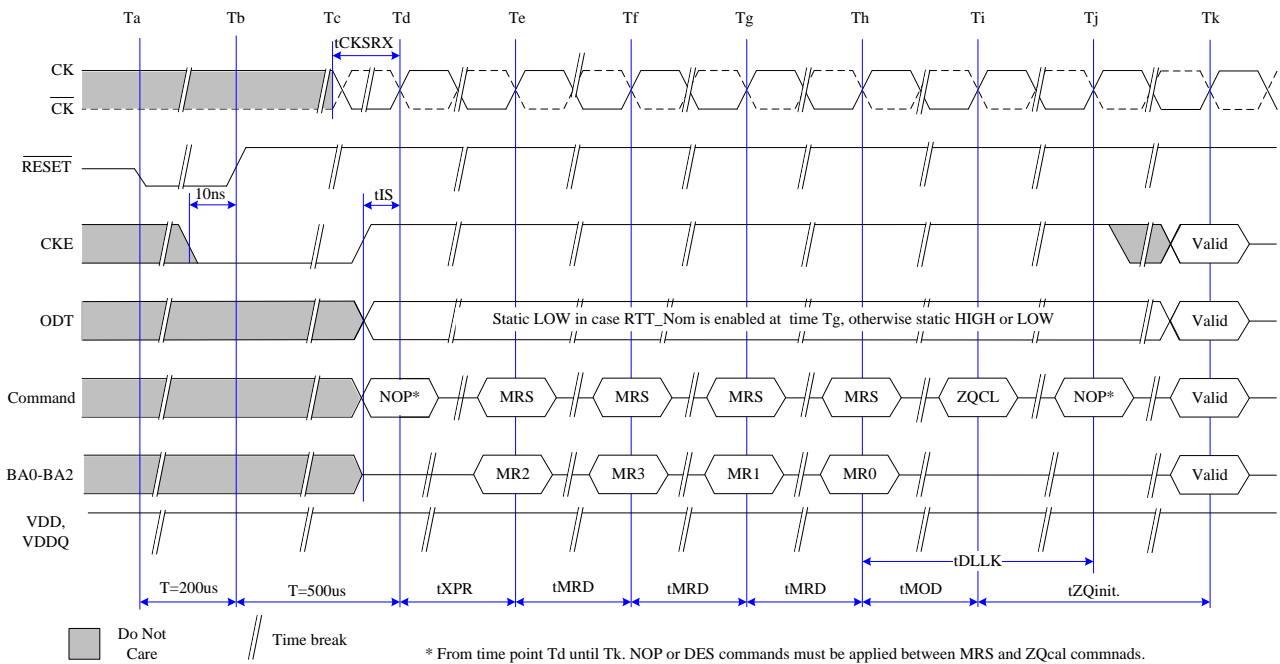 Ta Tb Tc Td Te Tf Tg Th Ti Tj Tk
tCKSRX
CK
CK
RESET
10ns
tIS
CKE
Valid
ODT
Static LOW in case RTT_Nom is enabled at time Tg, otherwise static HIGH or LOW
Valid
Command
NOP* MRS MRS MRS MRS ZQCL NOP* Valid
BA0-BA2
MR2 MR3 MR1 MR0 Valid
VDD,
VDDQ
tDLLK
T=200us T=500us tXPR tMRD tMRD tMRD tMOD tZQinit.
Do Not
Care
Time break
* From time point Td until Tk. NOP or DES commands must be applied between MRS and ZQcal commnads.